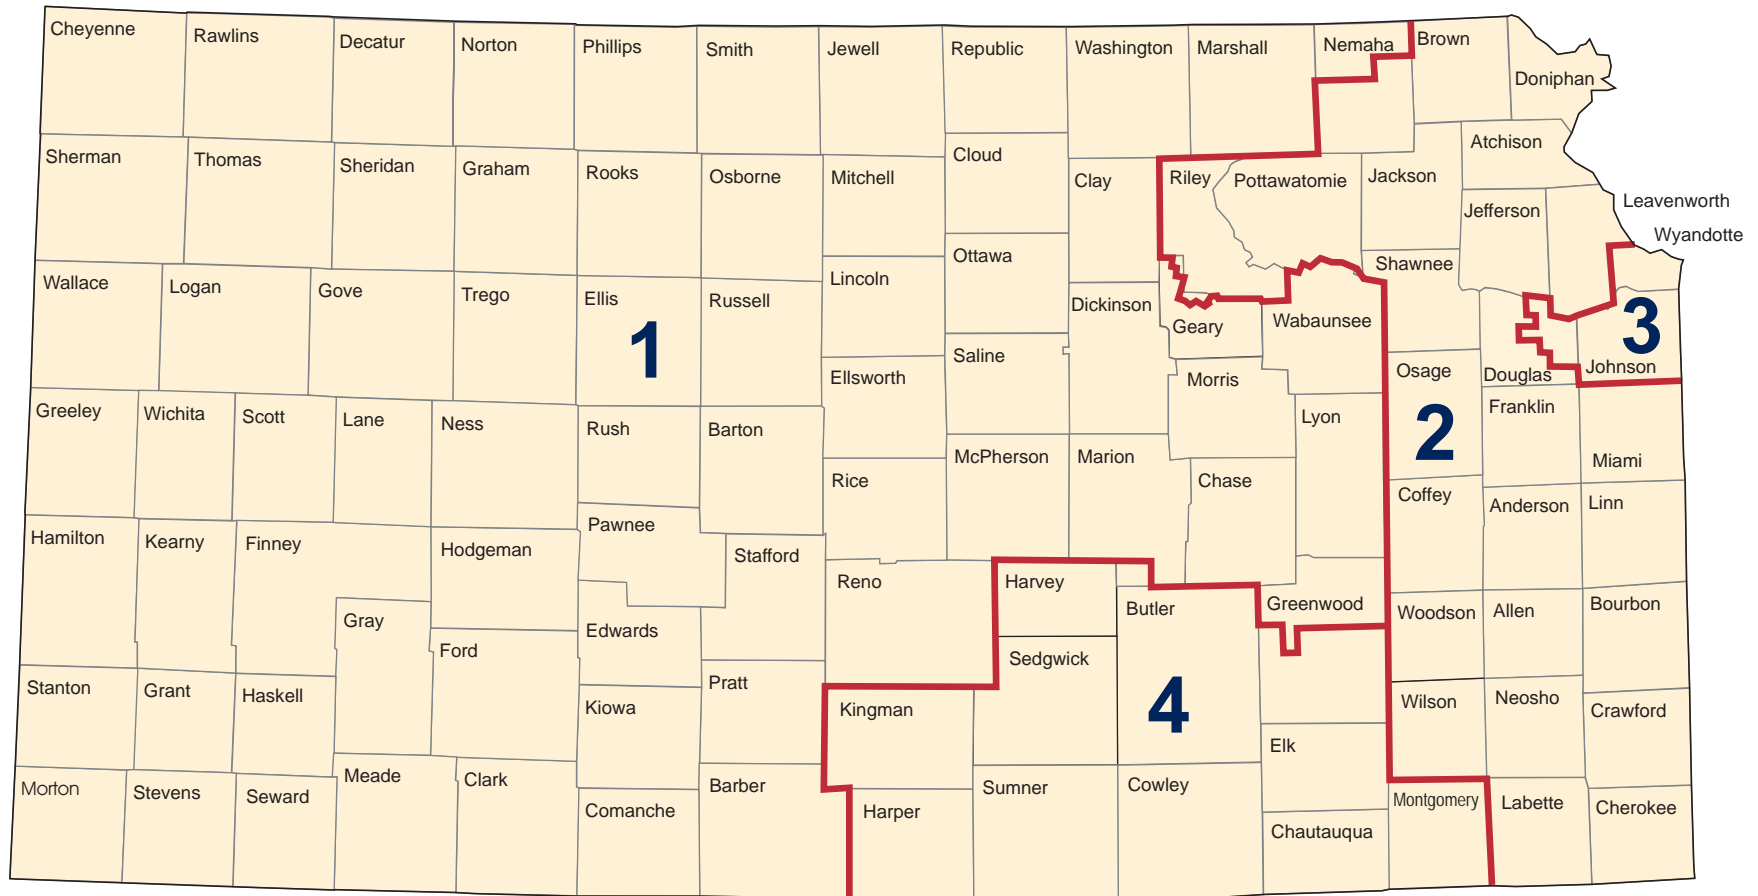 Cheyenne
Rawlins
Decatur
Norton
Phillips
Smith
Jewell
Republic
Washington
Marshall
Nemaha
Brown
Doniphan
Sherman
Thomas
Sheridan
Graham
Rooks
Osborne
Mitchell
Cloud
Clay
Riley
Pottawatomie
Jackson
Atchison
Jefferson
Leavenworth
Wyandotte
Wallace
Logan
Gove
Trego
Ellis
Russell
Lincoln
Ottawa
Dickinson
Geary
Wabaunsee
Shawnee
Douglas
Johnson
1
3
Saline
Ellsworth
Morris
Osage
Greeley
Wichita
Scott
Lane
Ness
Rush
Barton
Rice
McPherson
Marion
Chase
Lyon
2
Franklin
Miami
Coffey
Anderson
Linn
Hamilton
Kearny
Finney
Hodgeman
Pawnee
Stafford
Reno
Harvey
Butler
Greenwood
Woodson
Allen
Bourbon
Gray
Ford
Edwards
Sedgwick
Stanton
Grant
Haskell
Kiowa
Pratt
Kingman
4
Elk
Wilson
Neosho
Crawford
Morton
Stevens
Seward
Meade
Clark
Comanche
Barber
Harper
Sumner
Cowley
Chautauqua
Montgomery
Labette
Cherokee